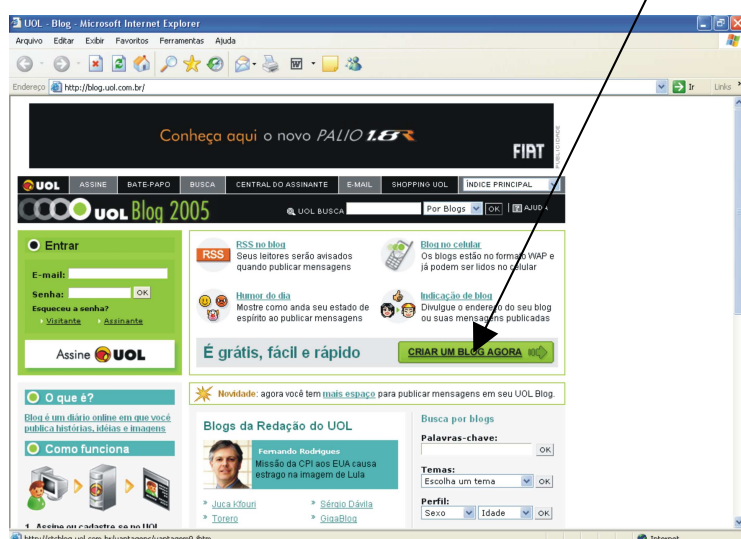 UOL - Blog - Microsoft Internet Explorer
Arquivo Editar Exibir Favoritos Ferramentas Ajuda
Endereço http://blog.uol.com.br/ Ir Links
Conheça aqui o novo PALIO 1.8R
FIAT
PUBLICIDADE
UOL ASSINE BATE-PAPO BUSCA CENTRAL DO ASSINANTE E-MAIL SHOPPING UOL ÍNDICE PRINCIPAL
UOL Blog 2005 UOL BUSCA Por Blogs OK AJUDA
Entrar
E-mail:
Senha: OK
Esqueceu a senha?
Visitante Assinante
Assine UOL
RSS
RSS no blog
Seus leitores serão avisados
quando publicar mensagens
Blog no celular
Os blogs estão no formato WAP e
já podem ser lidos no celular
Humor do dia
Mostre como anda seu estado de
espírito ao publicar mensagens
Indicação de blog
Divulgue o endereço do seu blog
ou suas mensagens publicadas
É grátis, fácil e rápido CRIAR UM BLOG AGORA
O que é?
Blog é um diário online em que você
publica histórias, idéias e imagens
Como funciona
1. Assine ou cadastre-se no UOL
Novidade: agora você tem mais espaço para publicar mensagens em seu UOL Blog.
Blogs da Redação do UOL
Fernando Rodrigues
Missão da CPI aos EUA causa
estrago na imagem de Lula
Juca Kfouri Sérgio Dávila
Torero GigaBlog
Busca por blogs
Palavras-chave:
OK
Temas:
Escolha um tema OK
Perfil:
Sexo Idade OK
Internet